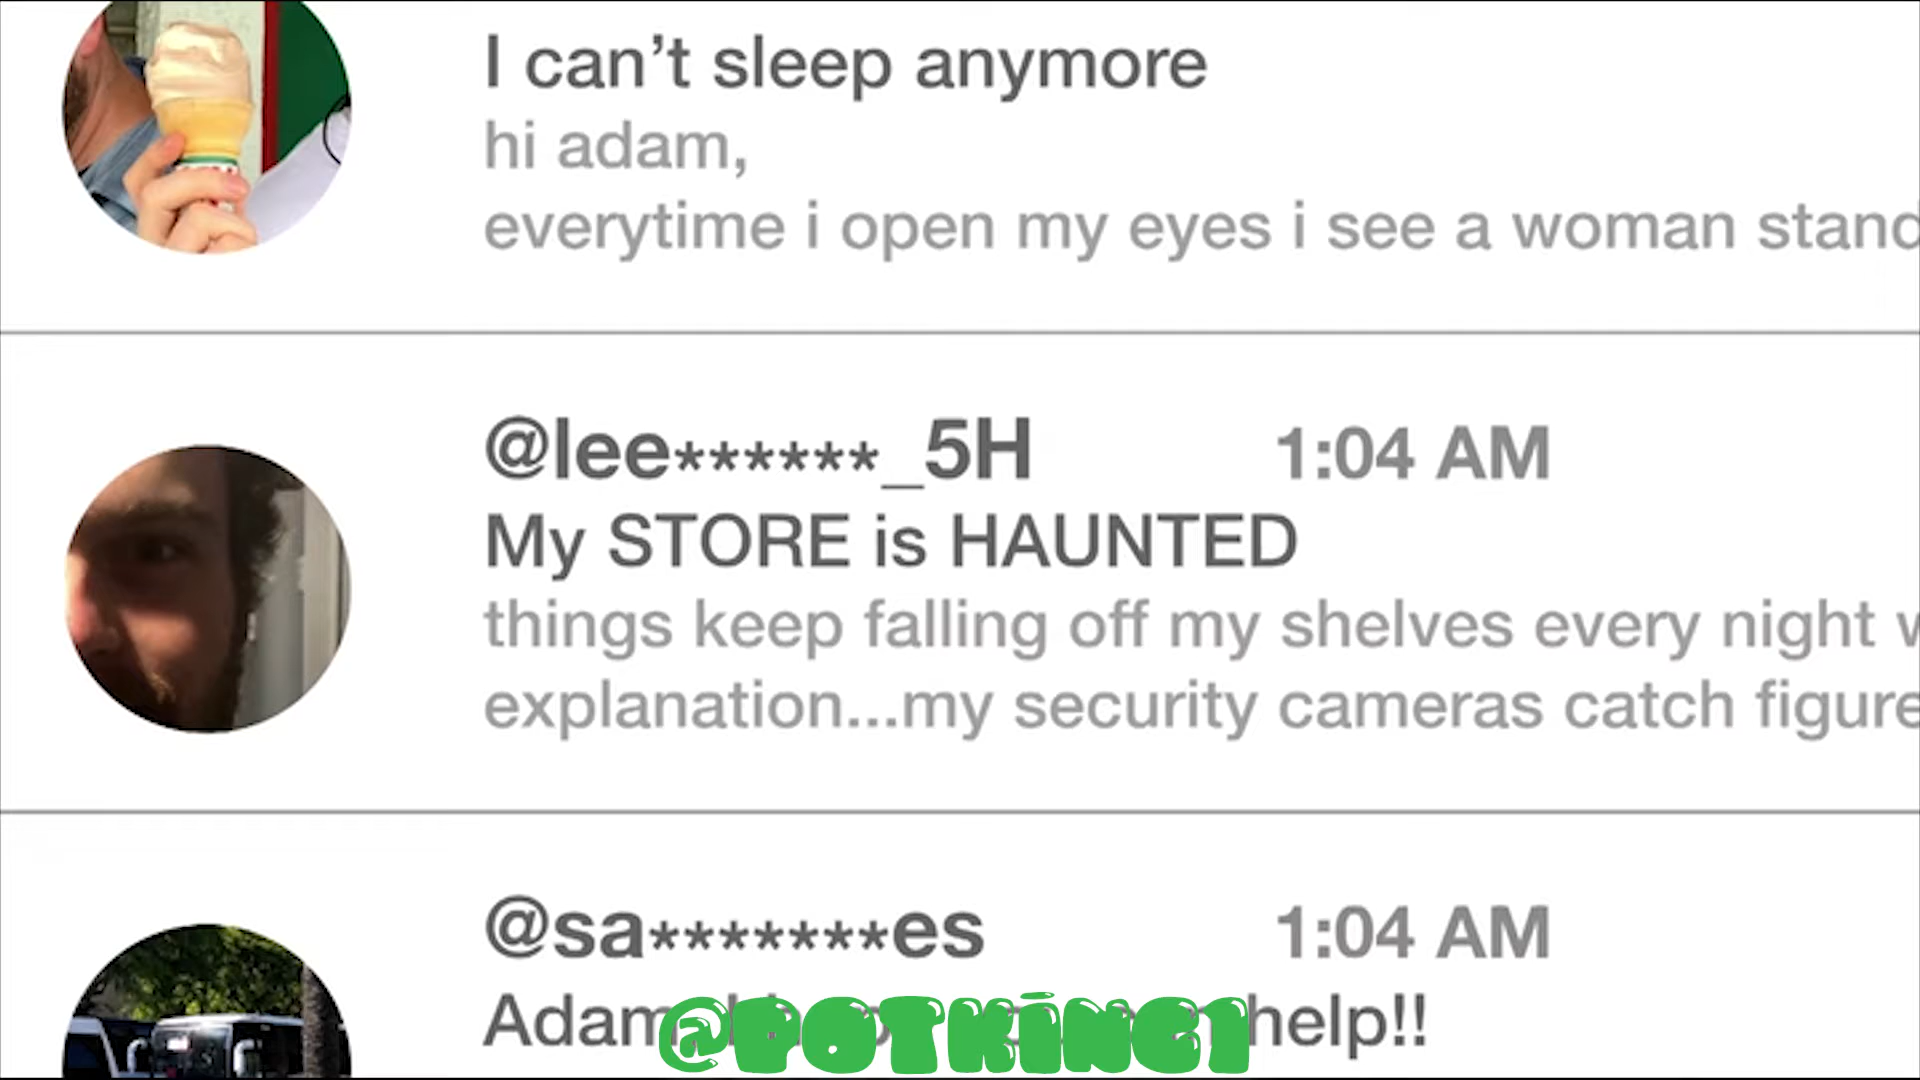 I can’t sleep anymore
hi adam,
everytime i open my eyes i see a woman stand
@lee******_5H 1:04 AM
My STORE is HAUNTED
things keep falling off my shelves every night
explanation...my security cameras catch figure
@sa*******es 1:04 AM
Adam help!!
@POTKING1